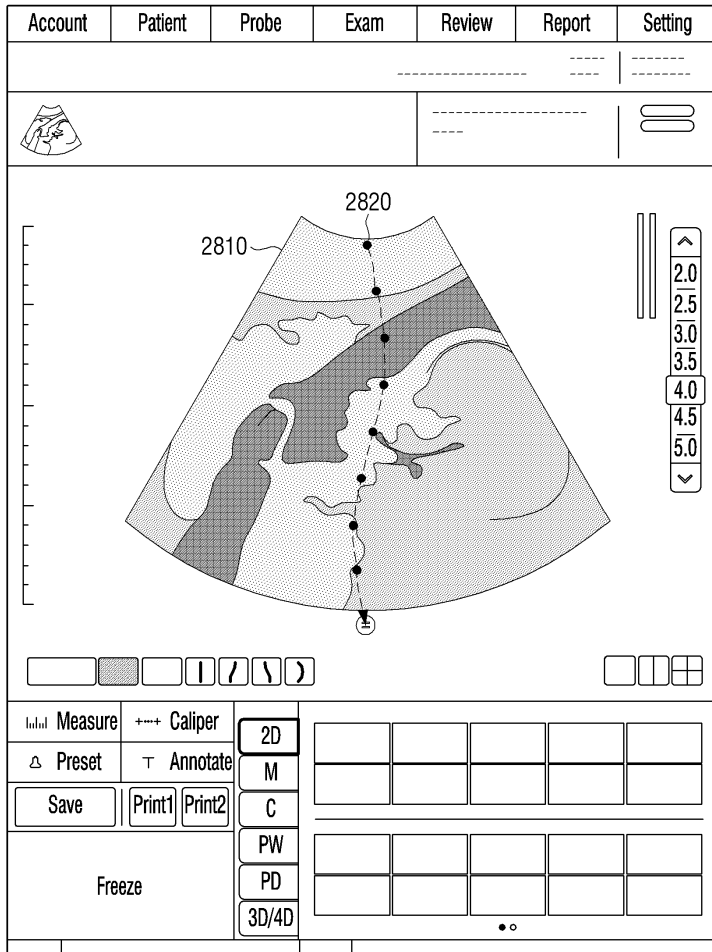 Account Patient Probe Exam Review Report Setting
2820
2810
2.0
2.5
3.0
3.5
4.0
4.5
5.0
Measure Caliper
Preset Annotate
Save Print1 Print2
Freeze
2D
M
C
PW
PD
3D/4D